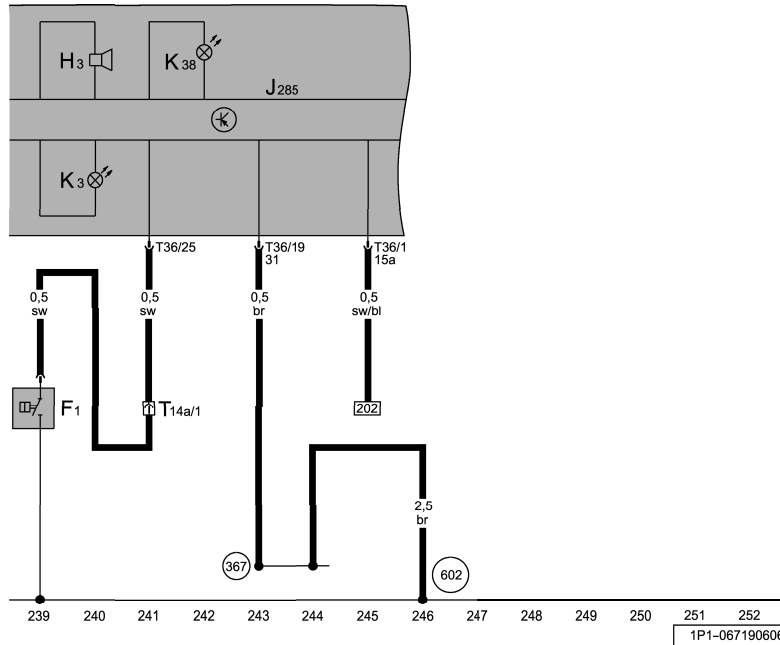 H3
K38
J285
K3
T36/25
T36/19
31
T36/1
15a
0,5
sw
0,5
sw
0,5
br
0,5
sw/bl
F1
T14a/1
202
2,5
br
367
602
239 240 241 242 243 244 245 246 247 248 249 250 251 252
1P1-067190606